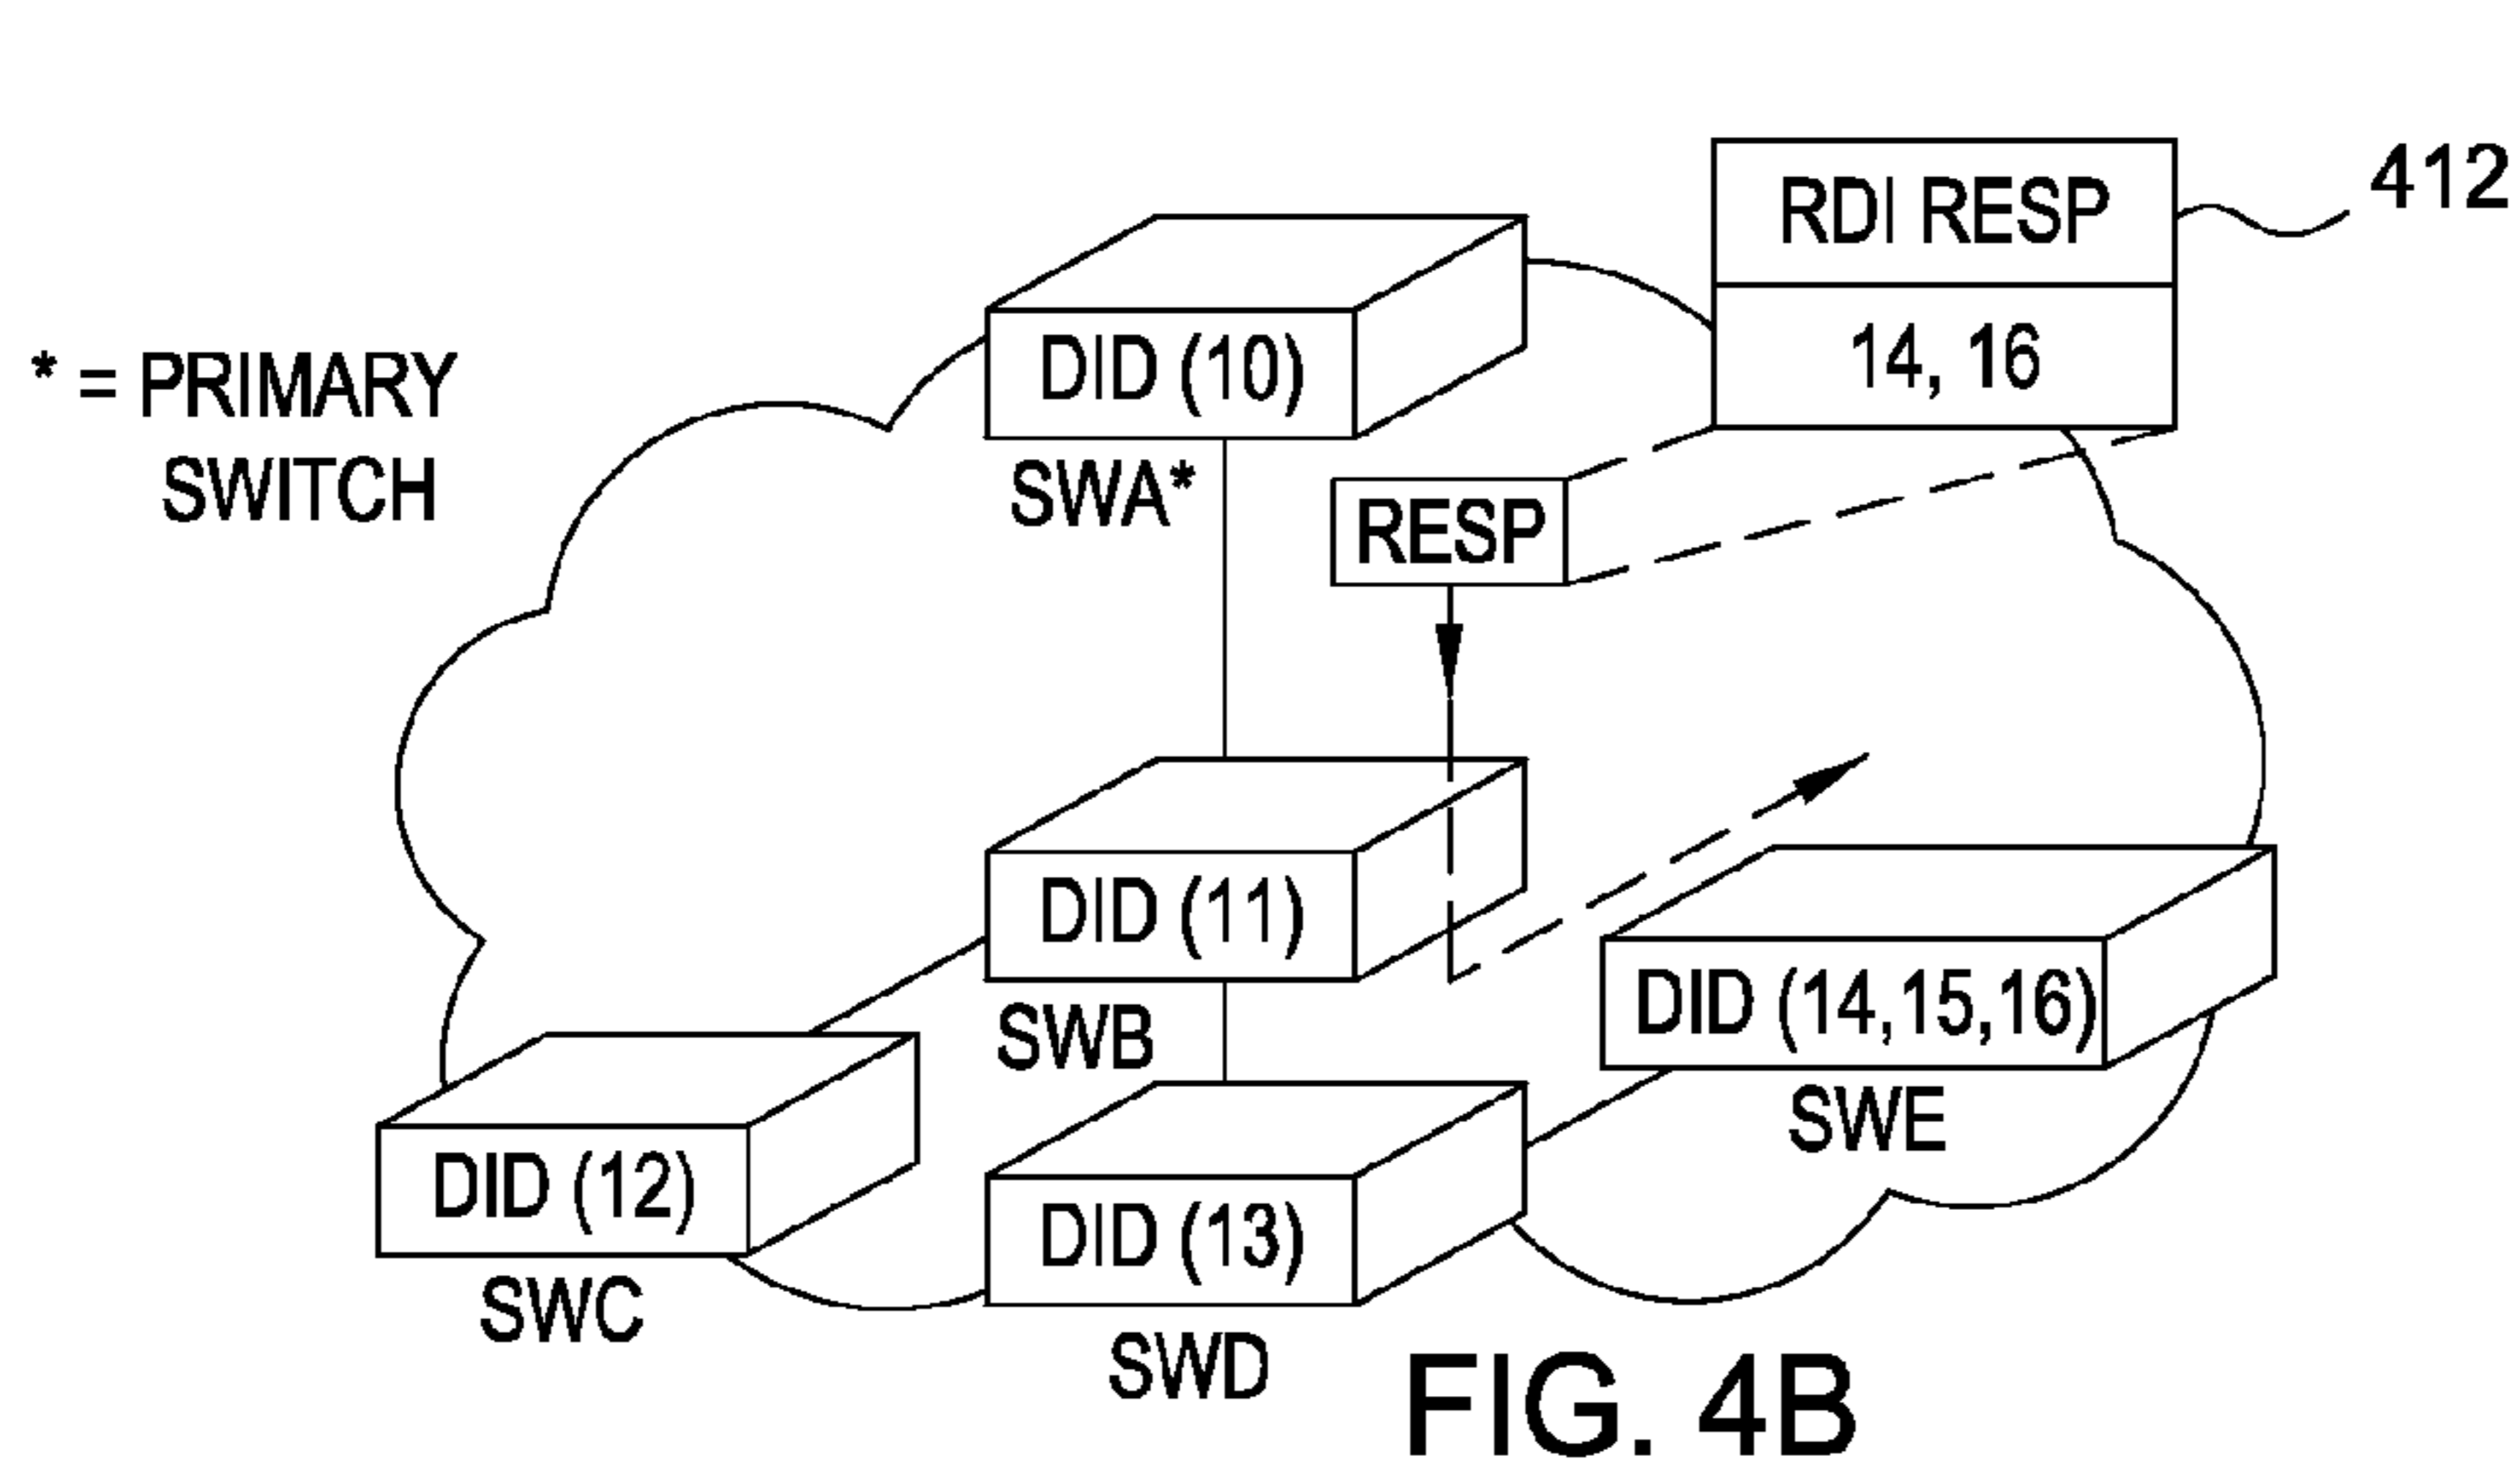 RDI RESP
412
14, 16
* = PRIMARY
SWITCH
DID (10)
SWA*
RESP
DID (11)
SWB
DID (14,15,16)
SWE
DID (12)
SWC
DID (13)
SWD
FIG. 4B